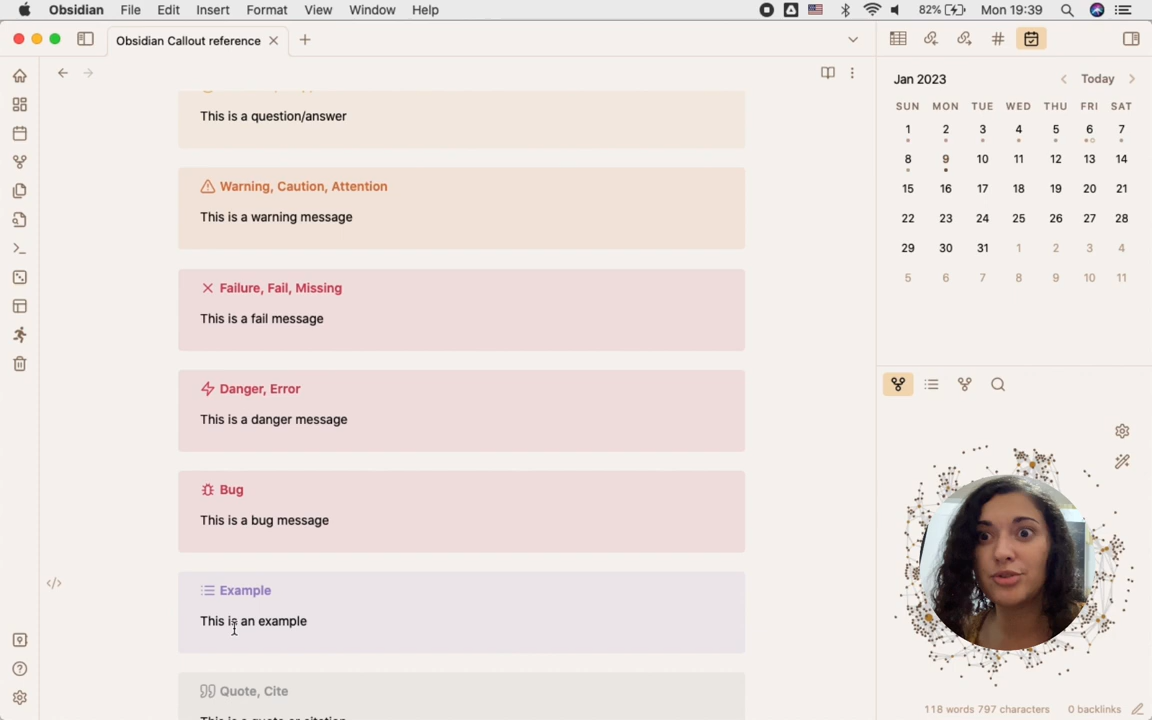 Obsidian File Edit Insert Format View Window Help 82% Mon 19:39
Obsidian Callout reference
This is a question/answer
Warning, Caution, Attention
This is a warning message
Failure, Fail, Missing
This is a fail message
Danger, Error
This is a danger message
Bug
This is a bug message
Example
This is an example
Quote, Cite
Jan 2023 Today
SUN MON TUE WED THU FRI SAT
1 2 3 4 5 6 7
8 9 10 11 12 13 14
15 16 17 18 19 20 21
22 23 24 25 26 27 28
29 30 31 1 2 3 4
5 6 7 8 9 10 11
118 words 797 characters 0 backlinks